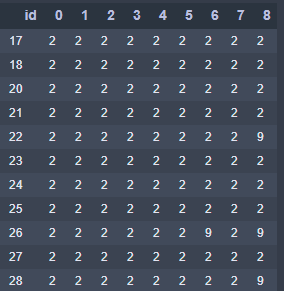 id 0 1 2 3 4 5 6 7 8
17 2 2 2 2 2 2 2 2 2
18 2 2 2 2 2 2 2 2 2
20 2 2 2 2 2 2 2 2 2
21 2 2 2 2 2 2 2 2 2
22 2 2 2 2 2 2 2 2 9
23 2 2 2 2 2 2 2 2 2
24 2 2 2 2 2 2 2 2 2
25 2 2 2 2 2 2 2 2 2
26 2 2 2 2 2 2 9 2 9
27 2 2 2 2 2 2 2 2 2
28 2 2 2 2 2 2 2 2 9